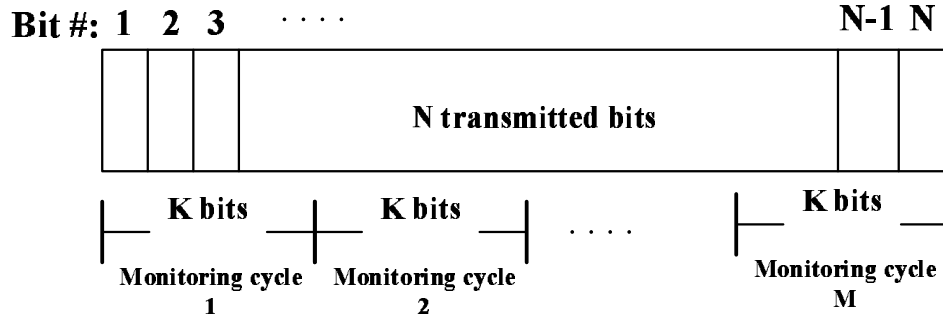 Bit #: 1 2 3 . . . . N-1 N
N transmitted bits
K bits K bits . . . . K bits
Monitoring cycle 1 Monitoring cycle 2 Monitoring cycle M